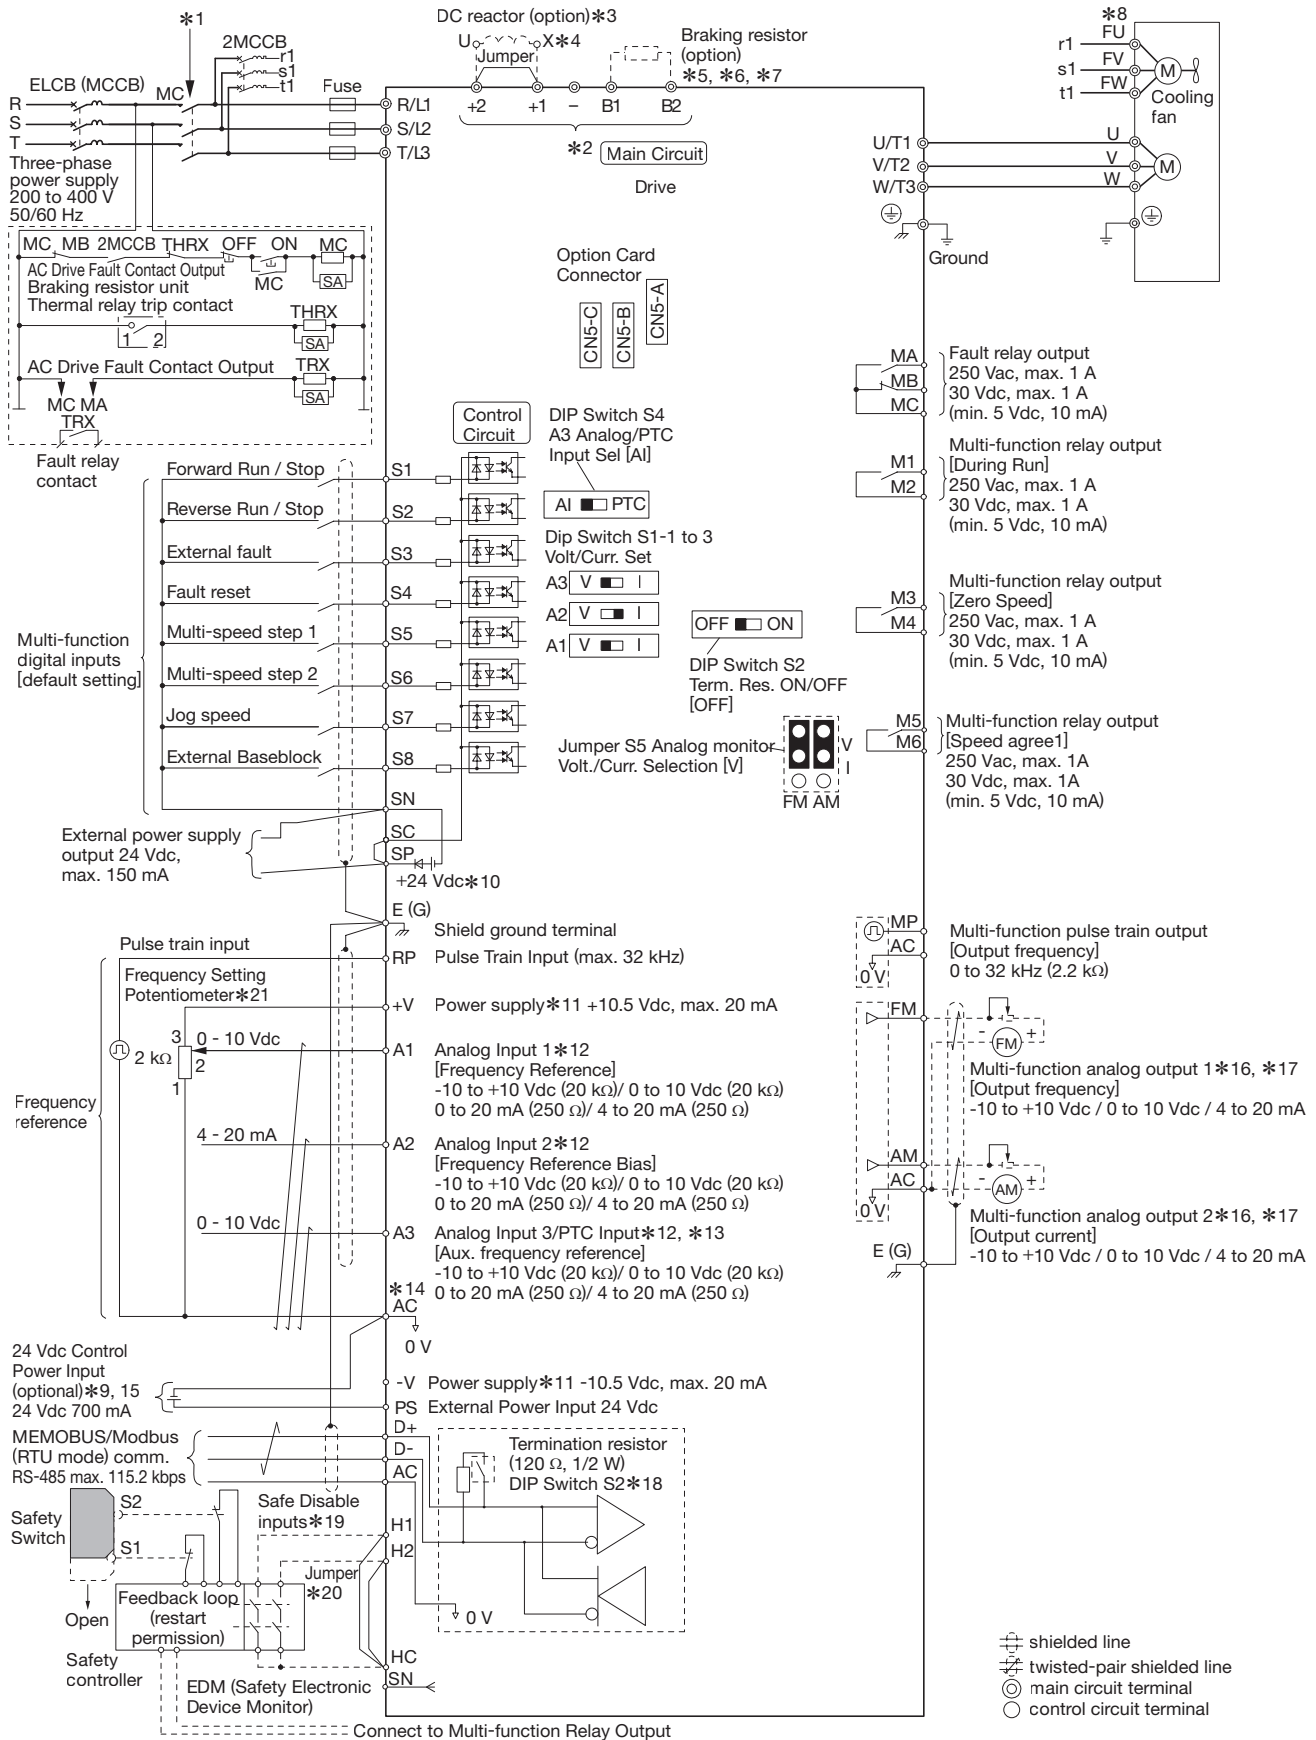 ∗1
DC reactor (option)∗3
U X∗4
Jumper
Braking resistor
(option)
∗5, ∗6, ∗7
∗8
r1 FU
s1 FV
t1 FW
M
Cooling
fan
2MCCB
r1
s1
t1
ELCB (MCCB)
MC
Fuse
R
S
T
R/L1
S/L2
T/L3
+2 +1 − B1 B2
∗2
Main Circuit
Drive
U/T1 U
V/T2 V
W/T3 W
M
Ground
Three-phase
power supply
200 to 400 V
50/60 Hz
MC MB 2MCCB THRX OFF ON MC
SA
MC
AC Drive Fault Contact Output
Braking resistor unit
Thermal relay trip contact
1 2
THRX
SA
AC Drive Fault Contact Output
TRX
SA
MC MA
TRX
Fault relay
contact
Option Card
Connector
CN5-C
CN5-B
CN5-A
MA
MB
MC
Fault relay output
250 Vac, max. 1 A
30 Vdc, max. 1 A
(min. 5 Vdc, 10 mA)
Control
Circuit
DIP Switch S4
A3 Analog/PTC
Input Sel [AI]
AI PTC
Dip Switch S1-1 to 3
Volt/Curr. Set
A3 V I
A2 V I
A1 V I
OFF ON
DIP Switch S2
Term. Res. ON/OFF
[OFF]
Jumper S5 Analog monitor
Volt./Curr. Selection [V]
V
I
FM AM
M1
M2
Multi-function relay output
[During Run]
250 Vac, max. 1 A
30 Vdc, max. 1 A
(min. 5 Vdc, 10 mA)
M3
M4
Multi-function relay output
[Zero Speed]
250 Vac, max. 1 A
30 Vdc, max. 1 A
(min. 5 Vdc, 10 mA)
M5
M6
Multi-function relay output
[Speed agree1]
250 Vac, max. 1A
30 Vdc, max. 1A
(min. 5 Vdc, 10 mA)
Multi-function
digital inputs
[default setting]
Forward Run / Stop S1
Reverse Run / Stop S2
External fault S3
Fault reset S4
Multi-speed step 1 S5
Multi-speed step 2 S6
Jog speed S7
External Baseblock S8
SN
SC
SP
External power supply
output 24 Vdc,
max. 150 mA
+24 Vdc∗10
E (G)
Shield ground terminal
Pulse train input
RP Pulse Train Input (max. 32 kHz)
Frequency Setting
Potentiometer∗21
+V Power supply∗11 +10.5 Vdc, max. 20 mA
Frequency
reference
2 kΩ
3
2
1
0 - 10 Vdc
A1 Analog Input 1∗12
[Frequency Reference]
-10 to +10 Vdc (20 kΩ)/ 0 to 10 Vdc (20 kΩ)
0 to 20 mA (250 Ω)/ 4 to 20 mA (250 Ω)
4 - 20 mA
A2 Analog Input 2∗12
[Frequency Reference Bias]
-10 to +10 Vdc (20 kΩ)/ 0 to 10 Vdc (20 kΩ)
0 to 20 mA (250 Ω)/ 4 to 20 mA (250 Ω)
0 - 10 Vdc
A3 Analog Input 3/PTC Input∗12, ∗13
[Aux. frequency reference]
-10 to +10 Vdc (20 kΩ)/ 0 to 10 Vdc (20 kΩ)
0 to 20 mA (250 Ω)/ 4 to 20 mA (250 Ω)
∗14
AC
0 V
MP
AC
0 V
Multi-function pulse train output
[Output frequency]
0 to 32 kHz (2.2 kΩ)
FM
- +
FM
Multi-function analog output 1∗16, ∗17
[Output frequency]
-10 to +10 Vdc / 0 to 10 Vdc / 4 to 20 mA
AM
AC
0 V
- +
AM
Multi-function analog output 2∗16, ∗17
[Output current]
-10 to +10 Vdc / 0 to 10 Vdc / 4 to 20 mA
E (G)
24 Vdc Control
Power Input
(optional)∗9, 15
24 Vdc 700 mA
-V Power supply∗11 -10.5 Vdc, max. 20 mA
PS External Power Input 24 Vdc
MEMOBUS/Modbus
(RTU mode) comm.
RS-485 max. 115.2 kbps
D+
D-
AC
Termination resistor
(120 Ω, 1/2 W)
DIP Switch S2∗18
0 V
Safety
Switch
S2
S1
Open
Safe Disable
inputs∗19
H1
H2
Jumper
∗20
Feedback loop
(restart
permission)
Safety
controller
HC
SN
EDM (Safety Electronic
Device Monitor)
Connect to Multi-function Relay Output
shielded line
twisted-pair shielded line
main circuit terminal
control circuit terminal